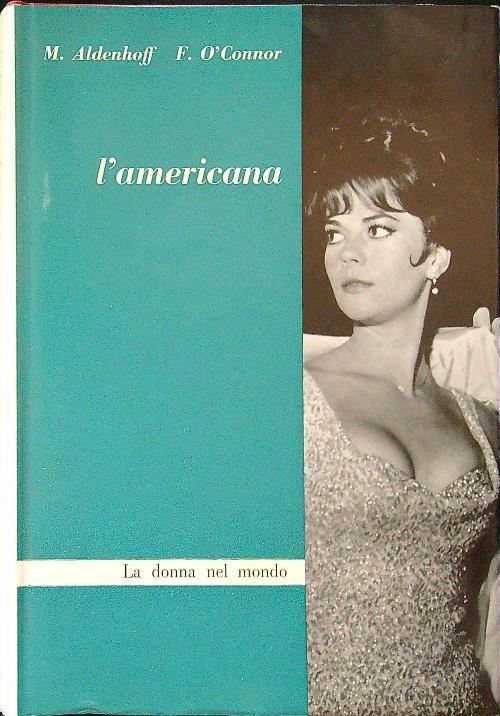 M. Aldenhoff F. O'Connor
l'americana
La donna nel mondo